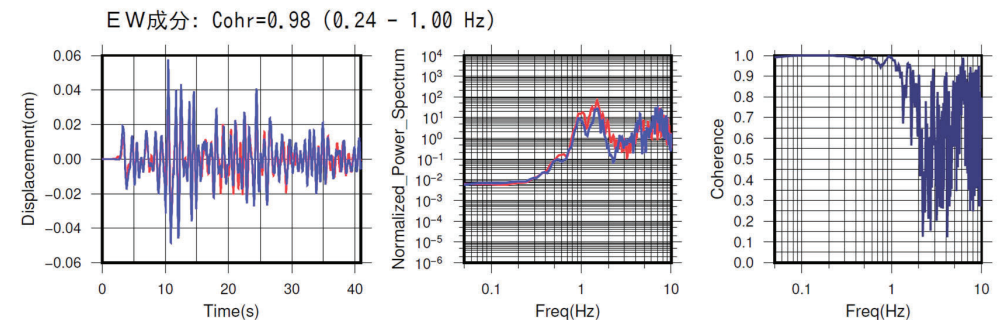 EW成分: Cohr=0.98 (0.24 - 1.00 Hz)
Displacement(cm)
0.06
0.04
0.02
0.00
−0.02
−0.04
−0.06
0 10 20 30 40
Time(s)
Normalized_Power_Spectrum
10⁴
10³
10²
10¹
10⁰
10⁻¹
10⁻²
10⁻³
10⁻⁴
10⁻⁵
10⁻⁶
0.1 1 10
Freq(Hz)
Coherence
1.0
0.9
0.8
0.7
0.6
0.5
0.4
0.3
0.2
0.1
0.0
0.1 1 10
Freq(Hz)